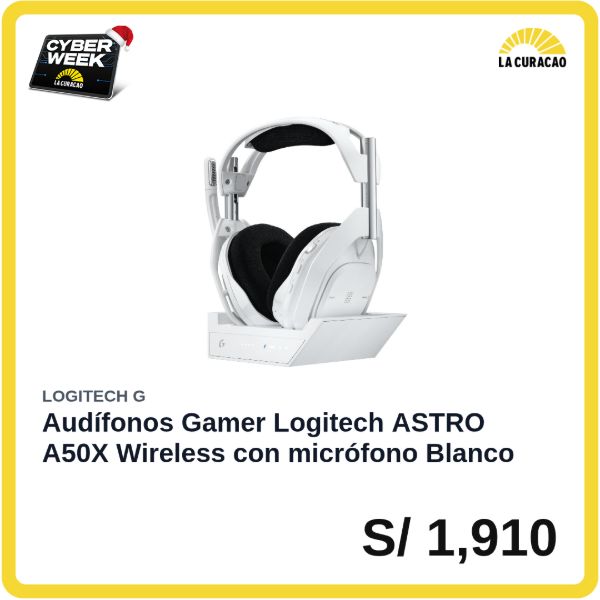 CYBER
WEEK
LA CURACAO
LA CURACAO
LOGITECH G
Audífonos Gamer Logitech ASTRO
A50X Wireless con micrófono Blanco
S/ 1,910